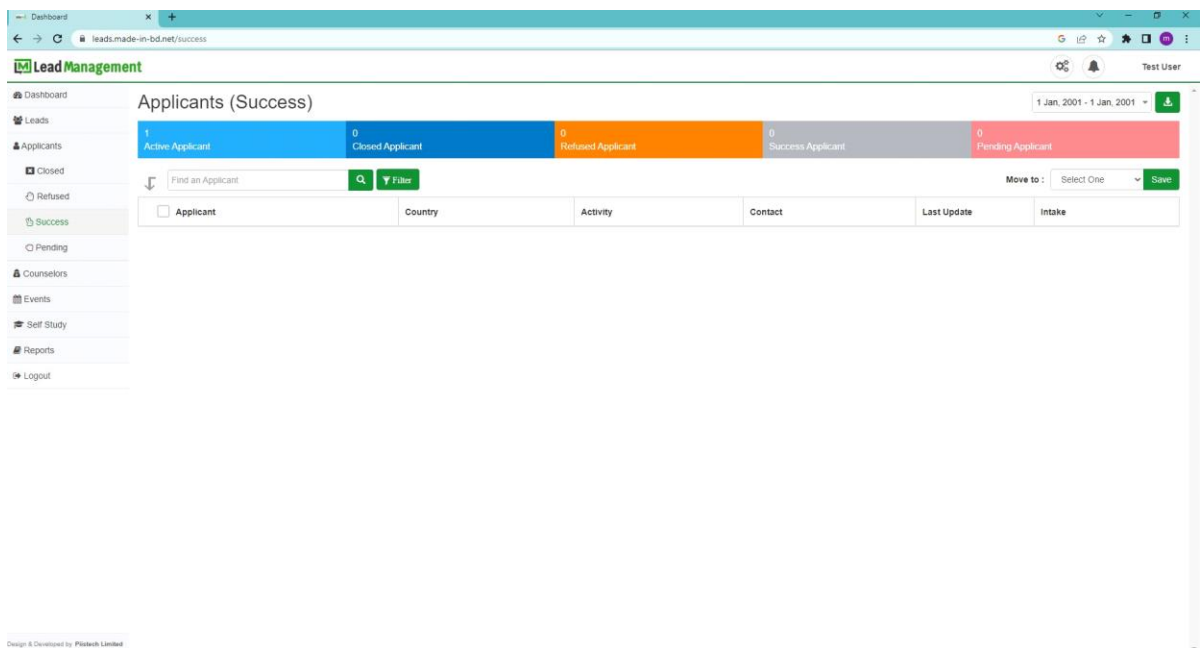 Dashboard
leads.made-in-bd.net/success
G
m
LM Lead Management
Test User
Dashboard
Leads
Applicants
Closed
Refused
Success
Pending
Counselors
Events
Self Study
Reports
Logout
Applicants (Success)
1 Jan, 2001 - 1 Jan, 2001
1 0 0 0 0
Active Applicant Closed Applicant Refused Applicant Success Applicant Pending Applicant
Find an Applicant Filter Move to : Select One Save
Applicant Country Activity Contact Last Update Intake
Design & Developed by Piistech Limited